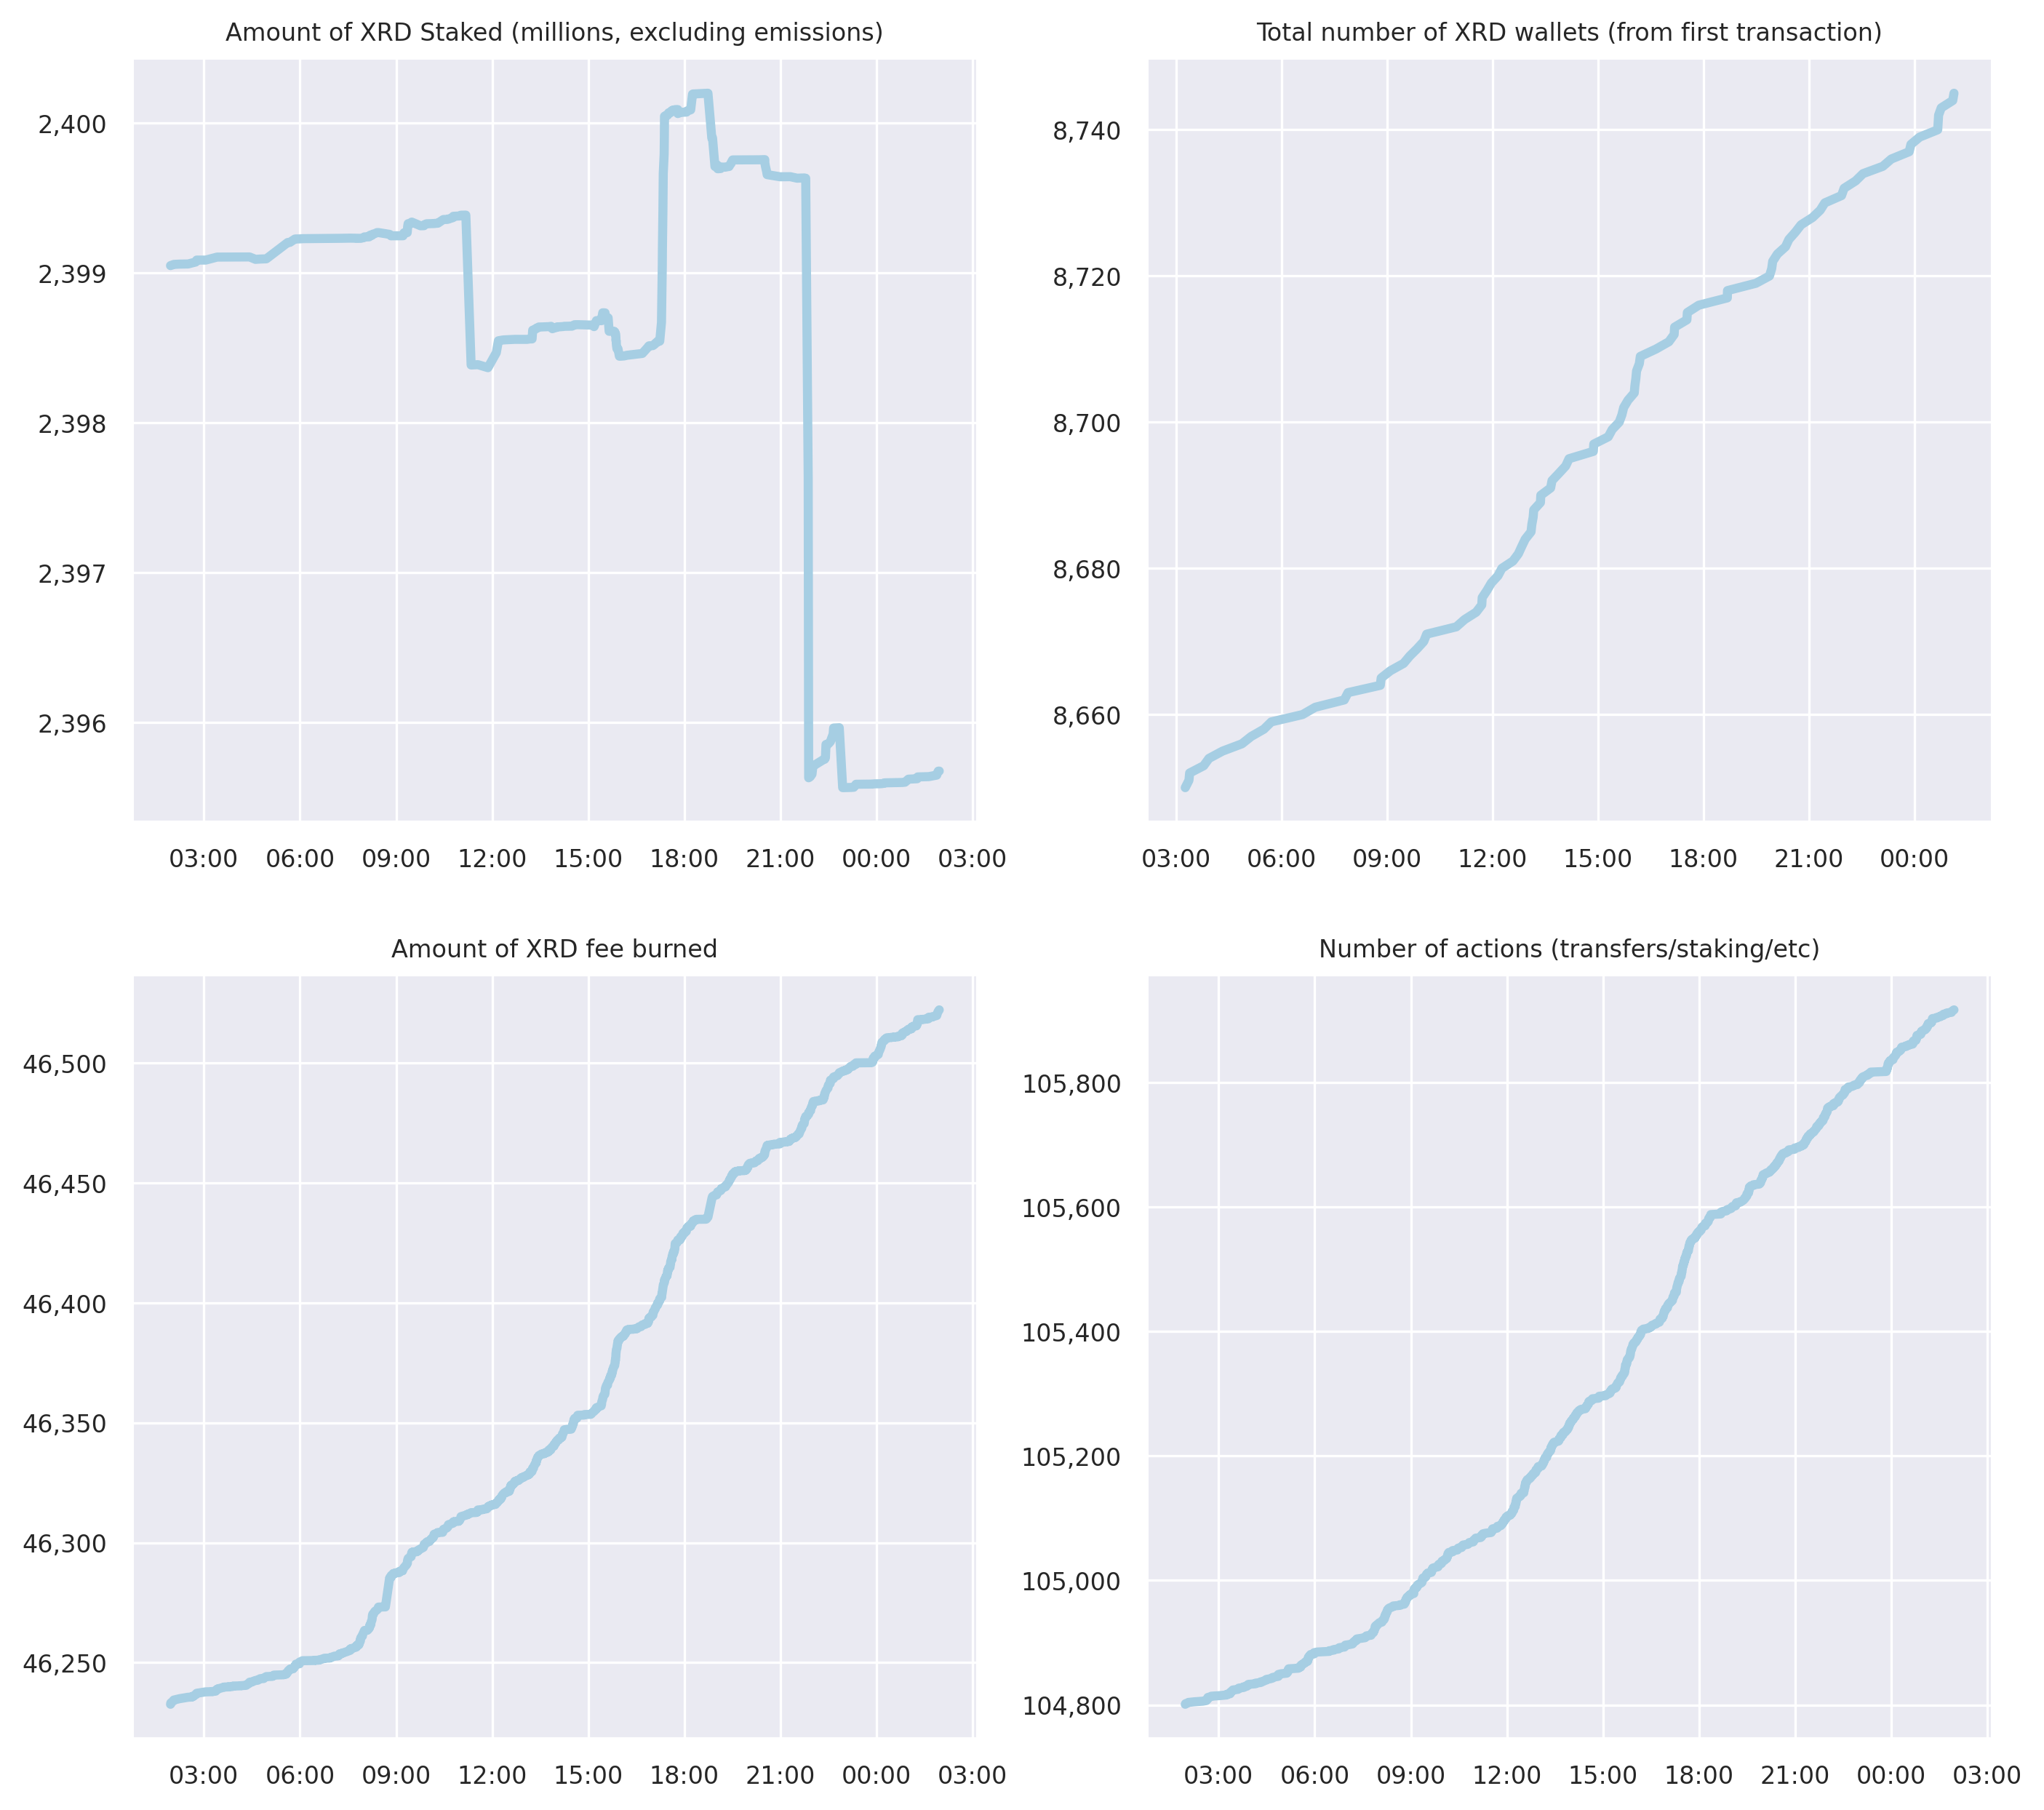 Amount of XRD Staked (millions, excluding emissions)
2,400
2,399
2,398
2,397
2,396
03:00 06:00 09:00 12:00 15:00 18:00 21:00 00:00 03:00
Total number of XRD wallets (from first transaction)
8,740
8,720
8,700
8,680
8,660
03:00 06:00 09:00 12:00 15:00 18:00 21:00 00:00
Amount of XRD fee burned
46,500
46,450
46,400
46,350
46,300
46,250
03:00 06:00 09:00 12:00 15:00 18:00 21:00 00:00 03:00
Number of actions (transfers/staking/etc)
105,800
105,600
105,400
105,200
105,000
104,800
03:00 06:00 09:00 12:00 15:00 18:00 21:00 00:00 03:00